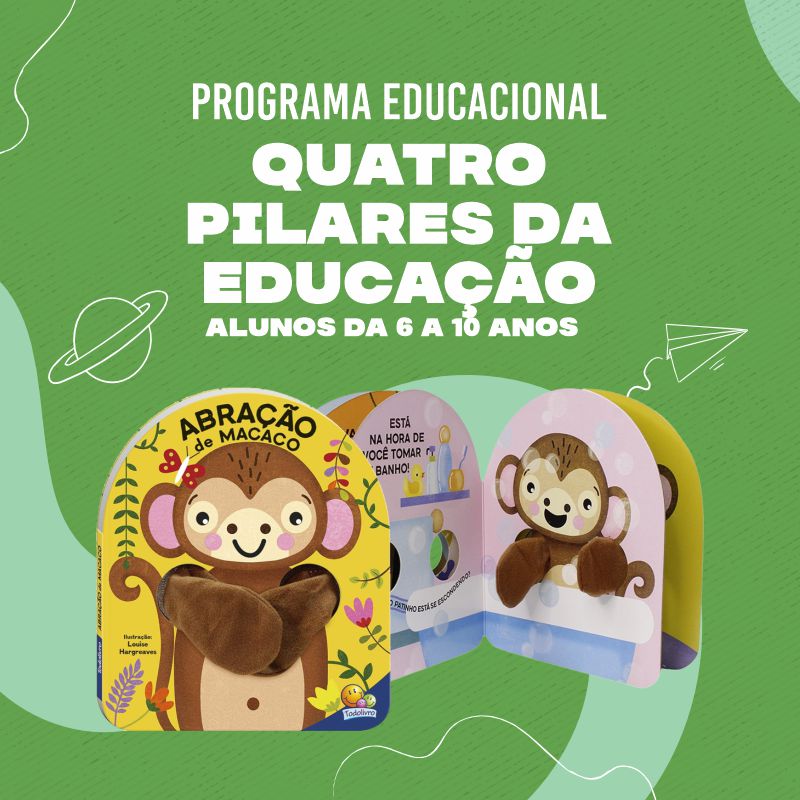 PROGRAMA EDUCACIONAL
QUATRO
PILARES DA
EDUCAÇÃO
ALUNOS DA 6 A 10 ANOS
ABRAÇÃO
de MACACO
ABRAÇÃO de MACACO
Todolivro
Ilustração:
Louise
Hargreaves
Todolivro
ESTÁ
NA HORA DE
VOCÊ TOMAR
BANHO!
O PATINHO ESTÁ SE ESCONDENDO?